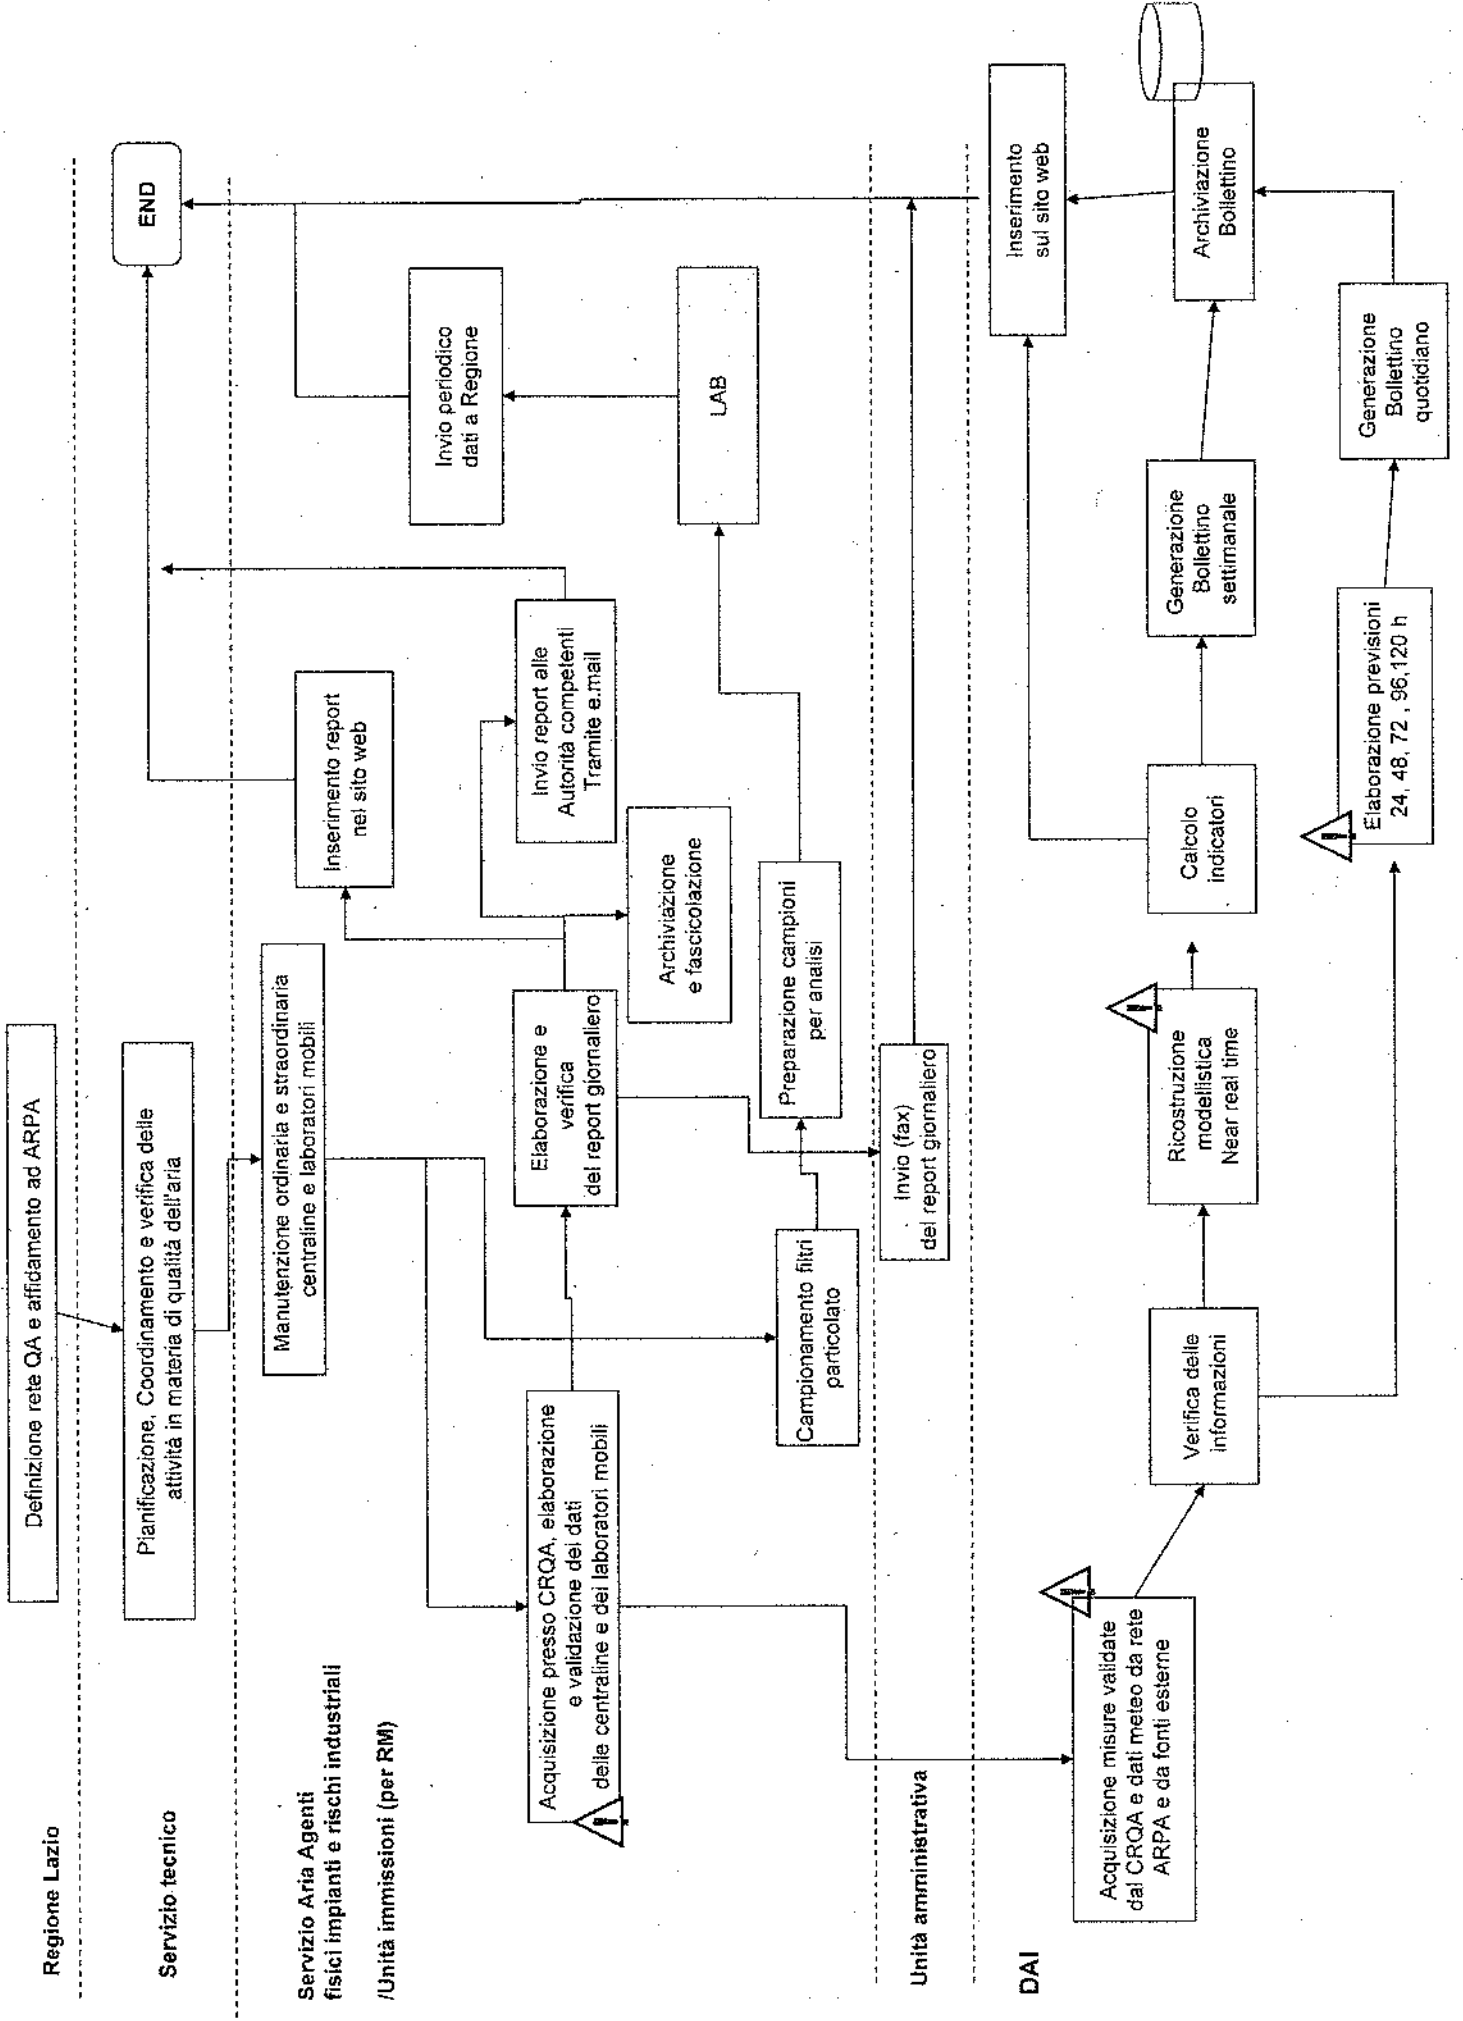 Regione Lazio
Definizione rete QA e affidamento ad ARPA
Servizio tecnico
Pianificazione, Coordinamento e verifica delle
attività in materia di qualità dell'aria
END
Servizio Aria Agenti
fisici impianti e rischi industriali
/Unità immissioni (per RM)
Manutenzione ordinaria e straordinaria
centraline e laboratori mobili
Inserimento report
nel sito web
Invio periodico
dati a Regione
Acquisizione presso CRQA, elaborazione
e validazione dei dati
delle centraline e dei laboratori mobili
Elaborazione e
verifica
del report giornaliero
Invio report alle
Autorità competenti
Tramite e.mail
Archiviazione
e fascicolazione
LAB
Campionamento filtri
particolato
Preparazione campioni
per analisi
Unità amministrativa
Invio (fax)
del report giornaliero
DAI
Inserimento
sul sito web
Acquisizione misure validate
dal CRQA e dati meteo da rete
ARPA e da fonti esterne
Verifica delle
informazioni
Ricostruzione
modellistica
Near real time
Calcolo
indicatori
Generazione
Bollettino
settimanale
Archiviazione
Bollettino
Elaborazione previsioni
24, 48, 72 , 96,120 h
Generazione
Bollettino
quotidiano